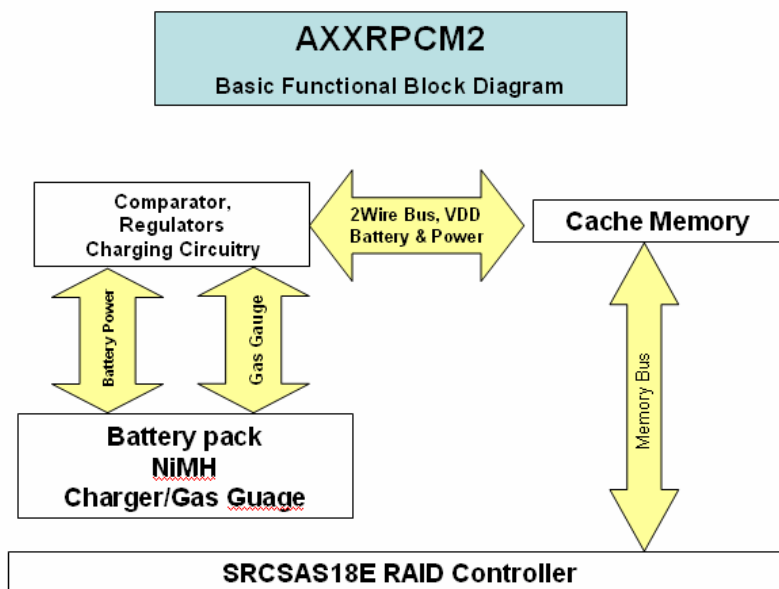 AXXRPCM2
Basic Functional Block Diagram
Comparator,
Regulators
Charging Circuitry
2Wire Bus, VDD
Battery & Power
Cache Memory
Battery Power
Gas Gauge
Memory Bus
Battery pack
NiMH
Charger/Gas Guage
SRCSAS18E RAID Controller